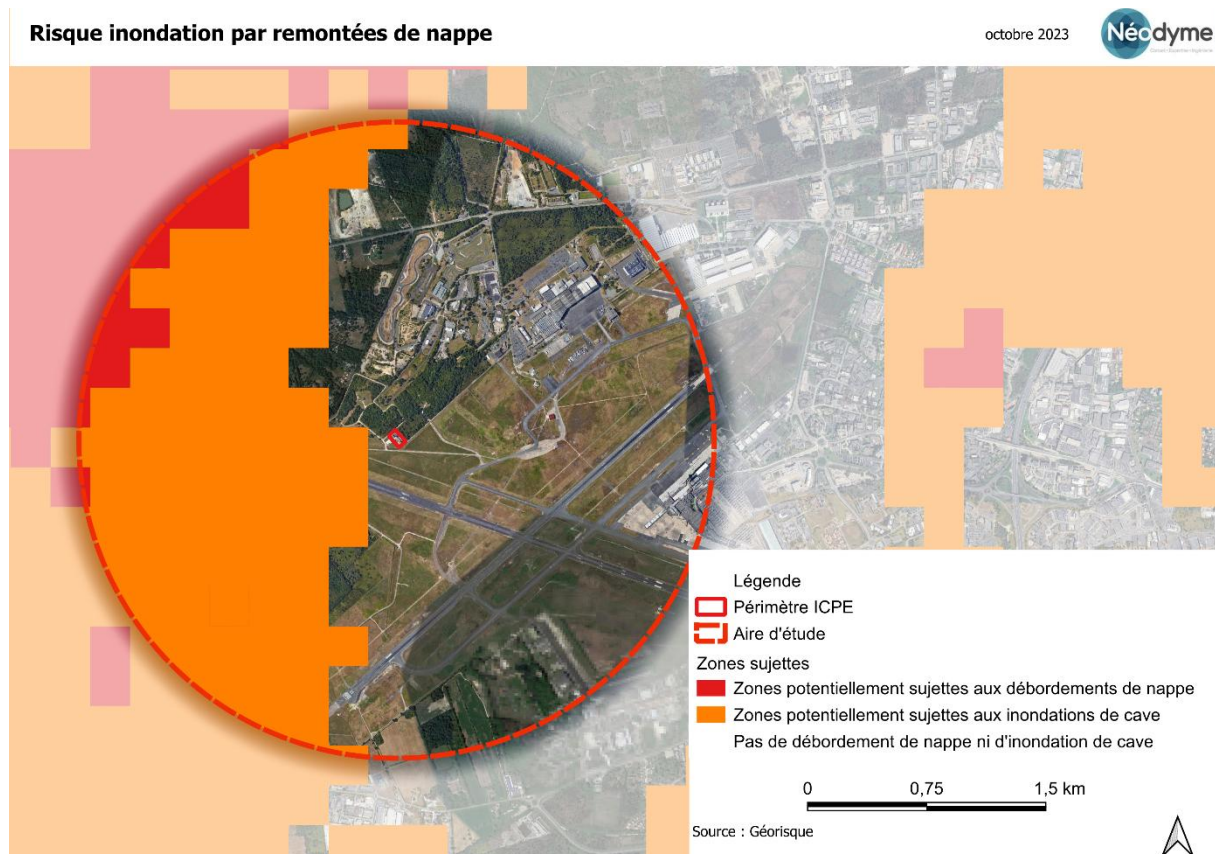 Risque inondation par remontées de nappe
octobre 2023
Néodyme
Légende
Périmètre ICPE
Aire d'étude
Zones sujettes
Zones potentiellement sujettes aux débordements de nappe
Zones potentiellement sujettes aux inondations de cave
Pas de débordement de nappe ni d'inondation de cave
0 0,75 1,5 km
Source : Géorisque